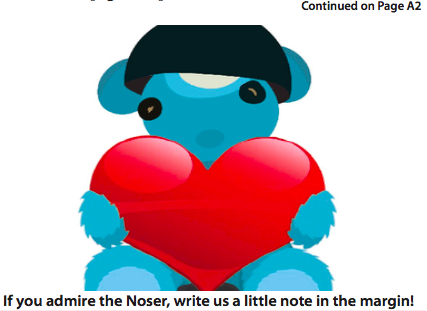 Continued on Page A2
If you admire the Noser, write us a little note in the margin!